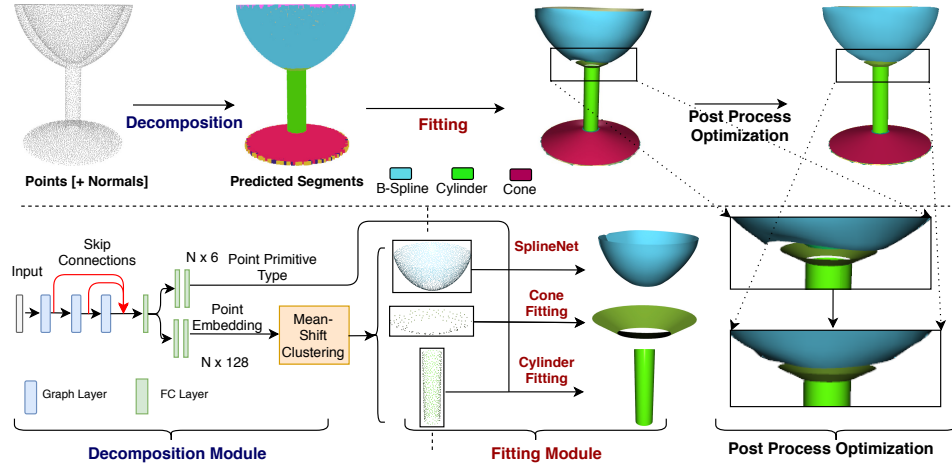 Points [+ Normals]
Decomposition
Predicted Segments
Fitting
B-Spline
Cylinder
Cone
Post Process
Optimization
Input
Skip
Connections
N x 6
Point Primitive
Type
Point
Embedding
N x 128
Mean-
Shift
Clustering
Graph Layer
FC Layer
Decomposition Module
SplineNet
Cone
Fitting
Cylinder
Fitting
Fitting Module
Post Process Optimization